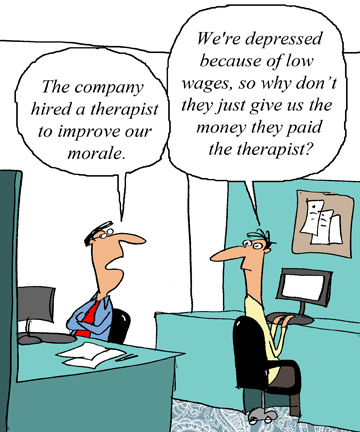 The company
hired a therapist
to improve our
morale.
We're depressed
because of low
wages, so why don't
they just give us the
money they paid
the therapist?